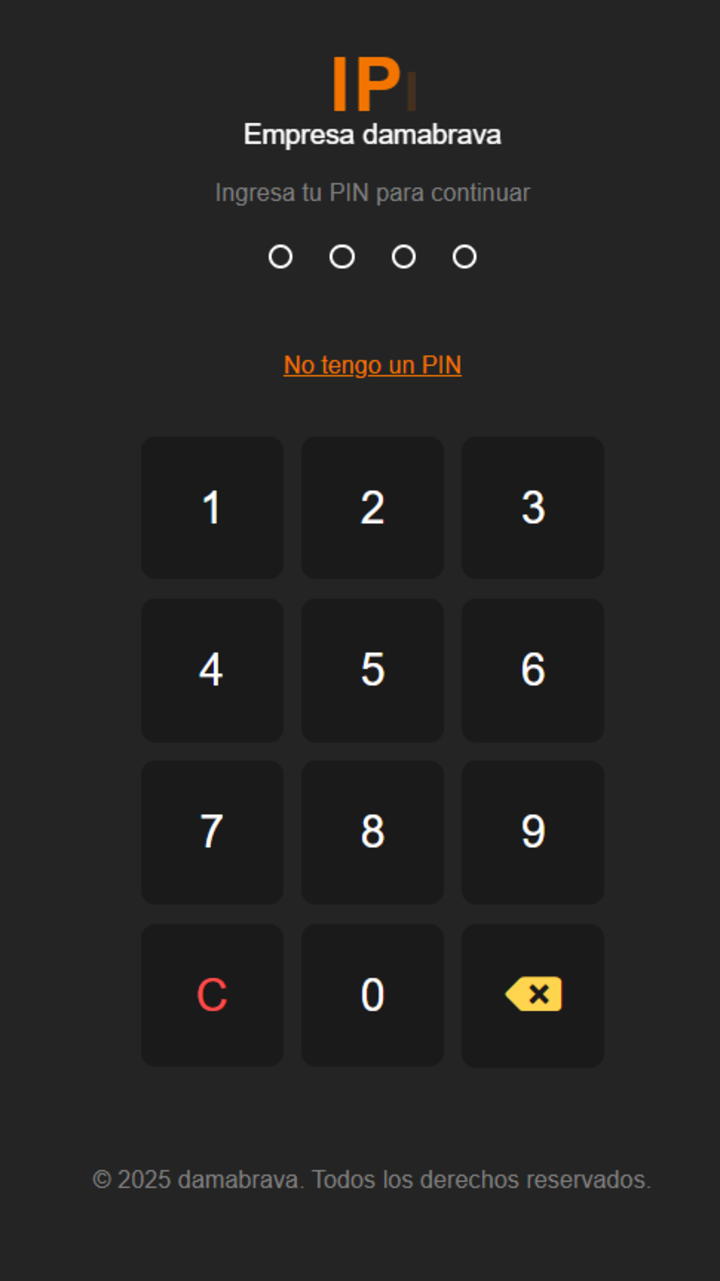 IP
Empresa damabrava
Ingresa tu PIN para continuar
No tengo un PIN
1 2 3
4 5 6
7 8 9
C 0
© 2025 damabrava. Todos los derechos reservados.